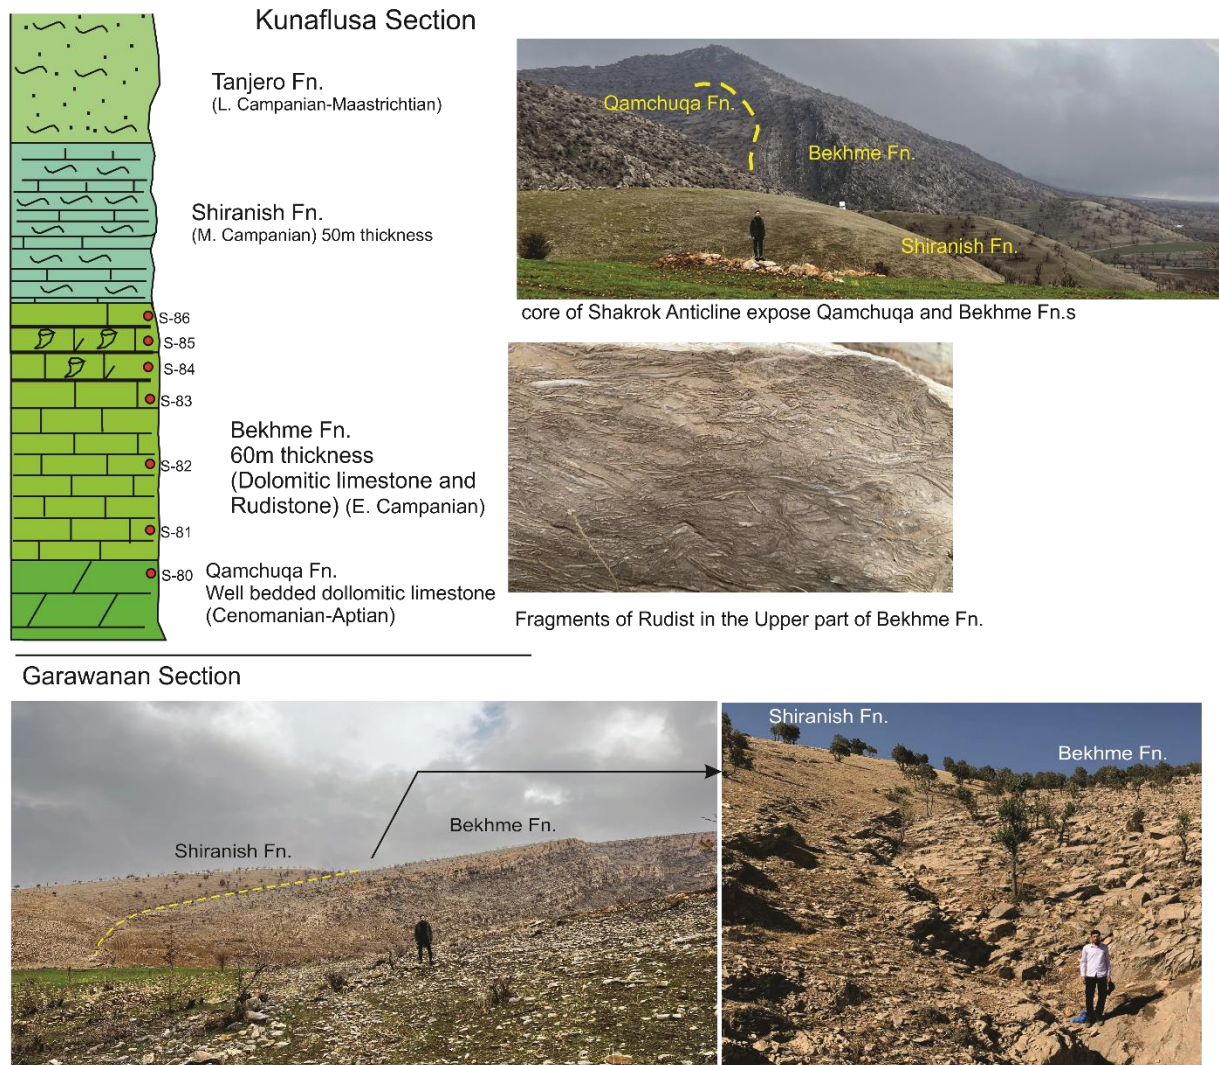 Kunaflusa Section
Tanjero Fn.
(L. Campanian-Maastrichtian)
Shiranish Fn.
(M. Campanian) 50m thickness
S-86
S-85
S-84
S-83
S-82
S-81
S-80
Bekhme Fn.
60m thickness
(Dolomitic limestone and
Rudistone) (E. Campanian)
Qamchuqa Fn.
Well bedded dollomitic limestone
(Cenomanian-Aptian)
Qamchuqa Fn.
Bekhme Fn.
Shiranish Fn.
core of Shakrok Anticline expose Qamchuqa and Bekhme Fn.s
Fragments of Rudist in the Upper part of Bekhme Fn.
Garawanan Section
Shiranish Fn.
Bekhme Fn.
Shiranish Fn.
Bekhme Fn.